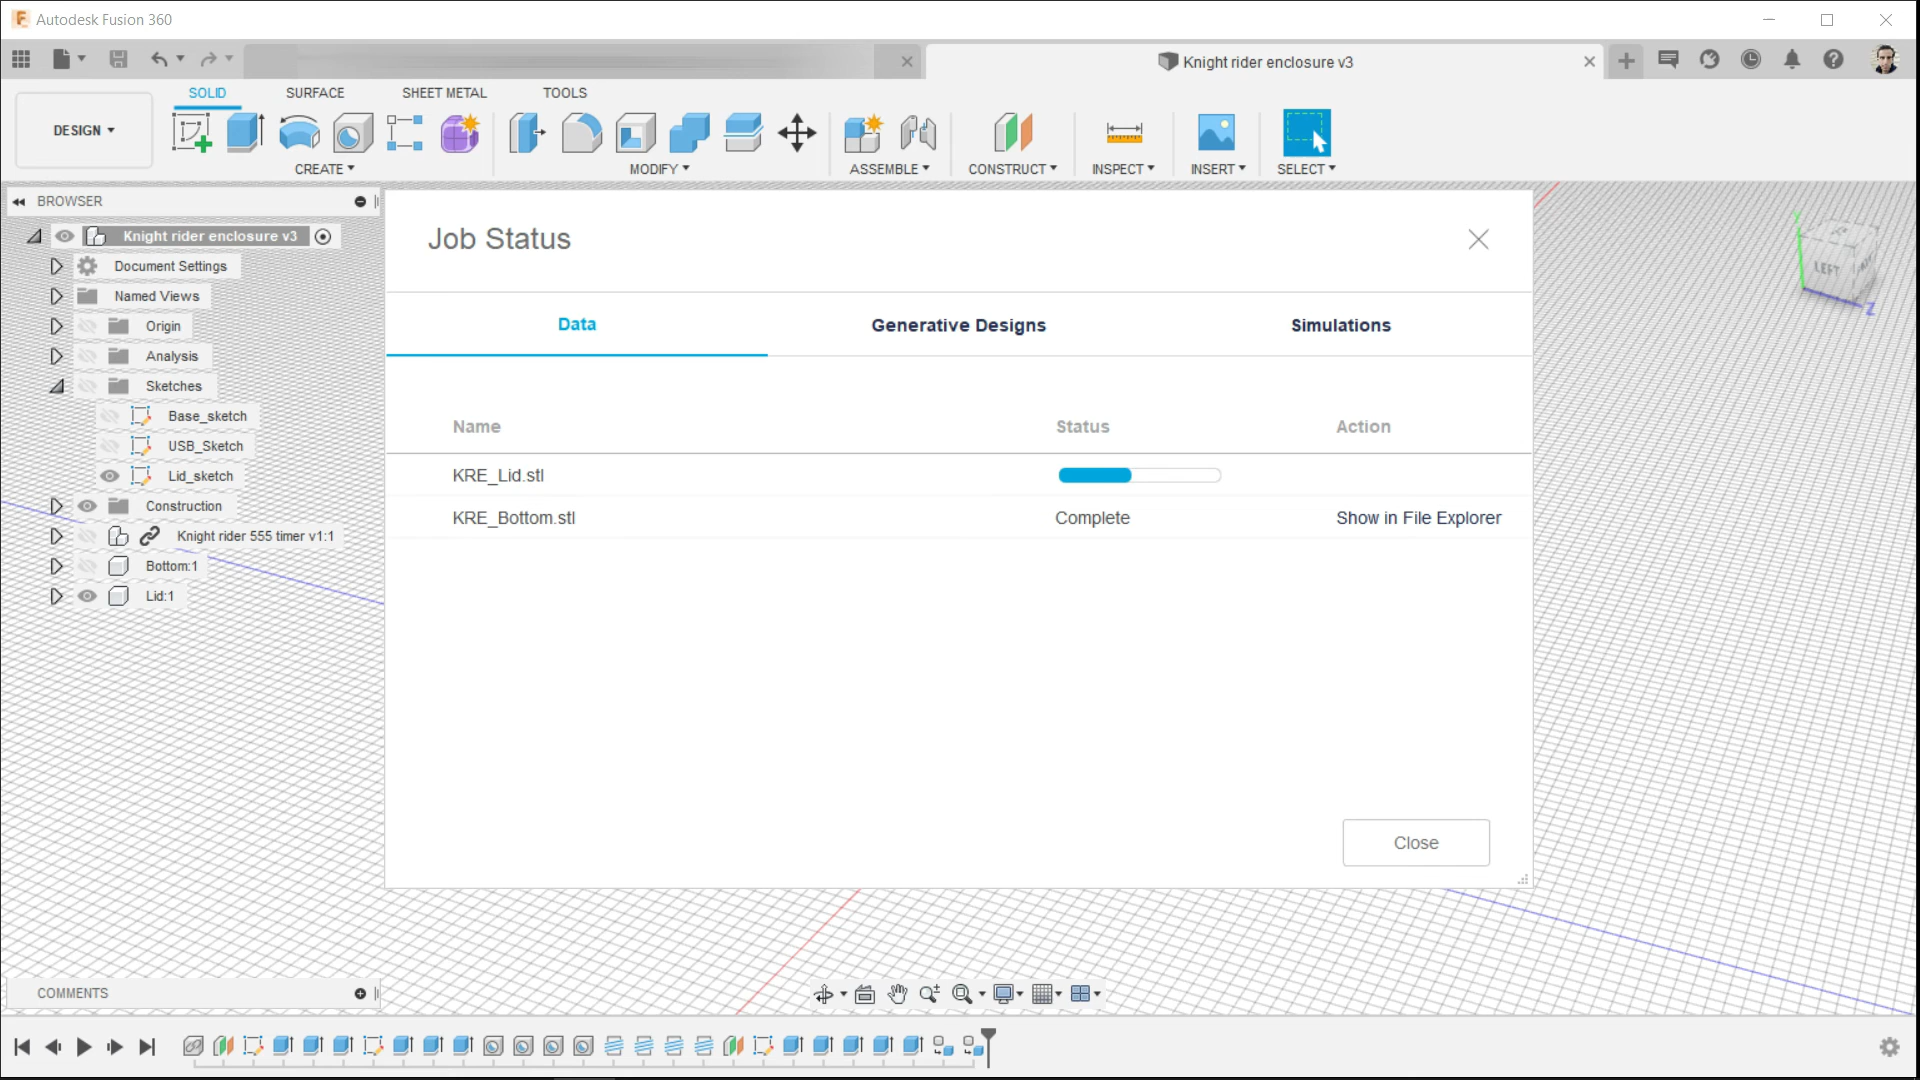 Autodesk Fusion 360
Knight rider enclosure v3
SOLID SURFACE SHEET METAL TOOLS
DESIGN
CREATE MODIFY ASSEMBLE CONSTRUCT INSPECT INSERT SELECT
BROWSER
Knight rider enclosure v3
Document Settings
Named Views
Origin
Analysis
Sketches
Base_sketch
USB_Sketch
Lid_sketch
Construction
Knight rider 555 timer v1:1
Bottom:1
Lid:1
Job Status
Data Generative Designs Simulations
Name Status Action
KRE_Lid.stl
KRE_Bottom.stl Complete Show in File Explorer
Close
Y
LEFT
Z
COMMENTS